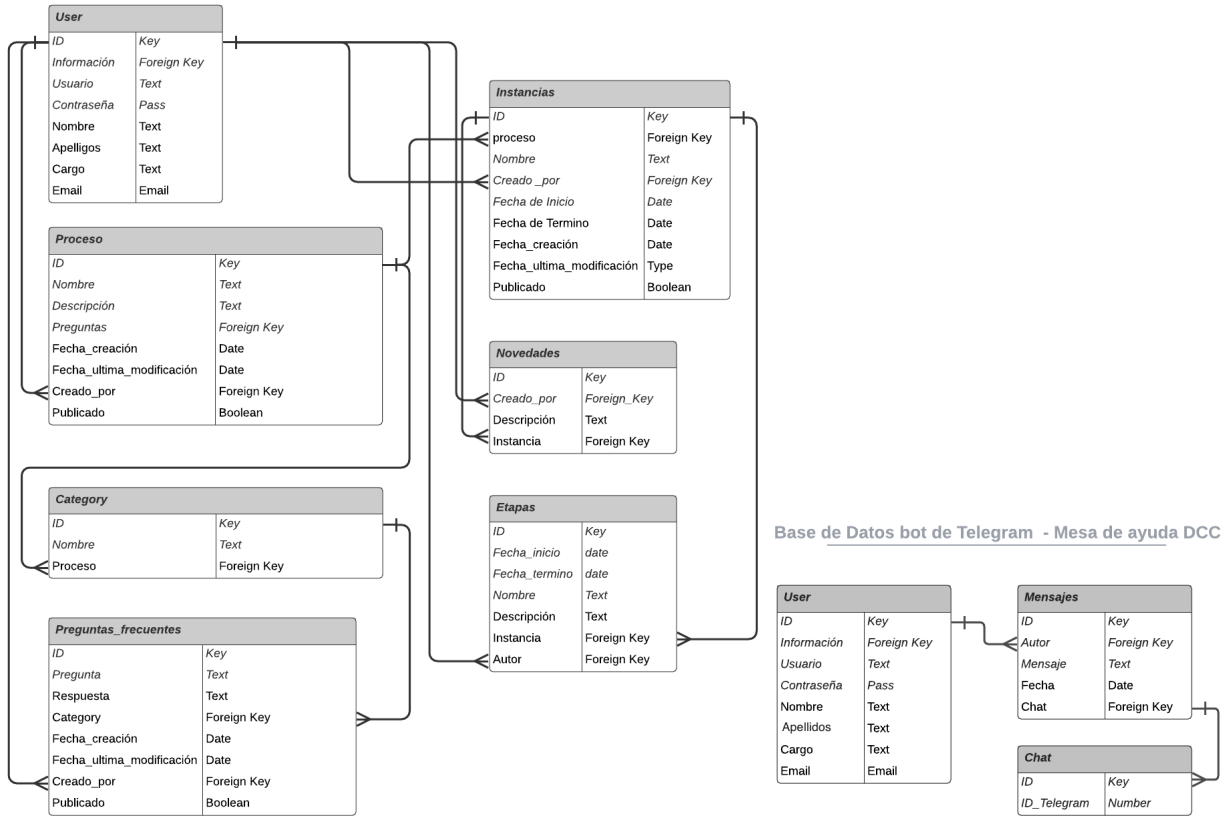 User
ID Key
Información Foreign Key
Usuario Text
Contraseña Pass
Nombre Text
Apelligos Text
Cargo Text
Email Email
Proceso
ID Key
Nombre Text
Descripción Text
Preguntas Foreign Key
Fecha_creación Date
Fecha_ultima_modificación Date
Creado_por Foreign Key
Publicado Boolean
Category
ID Key
Nombre Text
Proceso Foreign Key
Preguntas_frecuentes
ID Key
Pregunta Text
Respuesta Text
Category Foreign Key
Fecha_creación Date
Fecha_ultima_modificación Date
Creado_por Foreign Key
Publicado Boolean
Instancías
ID Key
proceso Foreign Key
Nombre Text
Creado _por Foreign Key
Fecha de Inicio Date
Fecha de Termino Date
Fecha_creación Date
Fecha_ultima_modificación Type
Publicado Boolean
Novedades
ID Key
Creado_por Foreign_Key
Descripción Text
Instancia Foreign Key
Etapas
ID Key
Fecha_inicio date
Fecha_termino date
Nombre Text
Descripción Text
Instancia Foreign Key
Autor Foreign Key
Base de Datos bot de Telegram - Mesa de ayuda DCC
User
ID Key
Información Foreign Key
Usuario Text
Contraseña Pass
Nombre Text
Apellidos Text
Cargo Text
Email Email
Mensajes
ID Key
Autor Foreign Key
Mensaje Text
Fecha Date
Chat Foreign Key
Chat
ID Key
ID_Telegram Number